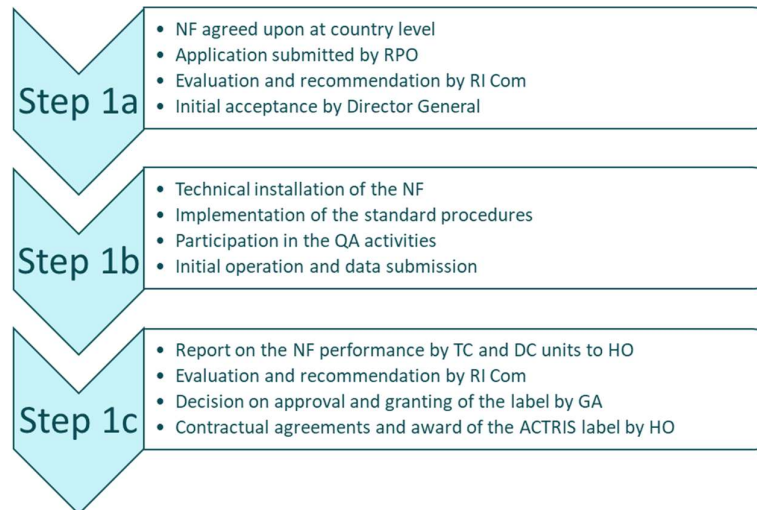 Step 1a
• NF agreed upon at country level
• Application submitted by RPO
• Evaluation and recommendation by RI Com
• Initial acceptance by Director General
Step 1b
• Technical installation of the NF
• Implementation of the standard procedures
• Participation in the QA activities
• Initial operation and data submission
Step 1c
• Report on the NF performance by TC and DC units to HO
• Evaluation and recommendation by RI Com
• Decision on approval and granting of the label by GA
• Contractual agreements and award of the ACTRIS label by HO